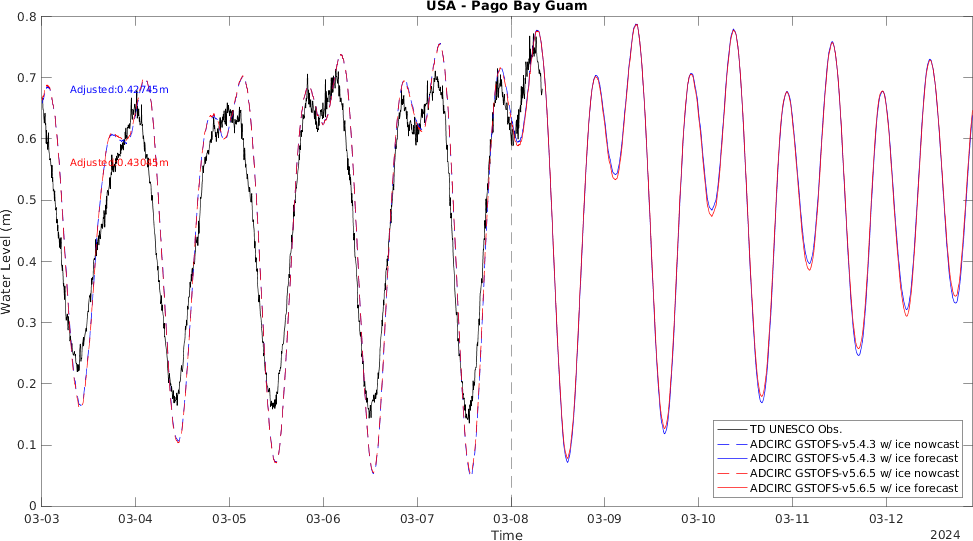 USA - Pago Bay Guam
0.8
0.7
0.6
0.5
0.4
0.3
0.2
0.1
0
Water Level (m)
Adjusted:0.42745m
Adjusted:0.43045m
TD UNESCO Obs.
ADCIRC GSTOFS-v5.4.3 w/ ice nowcast
ADCIRC GSTOFS-v5.4.3 w/ ice forecast
ADCIRC GSTOFS-v5.6.5 w/ ice nowcast
ADCIRC GSTOFS-v5.6.5 w/ ice forecast
03-03 03-04 03-05 03-06 03-07 03-08 03-09 03-10 03-11 03-12
Time
2024